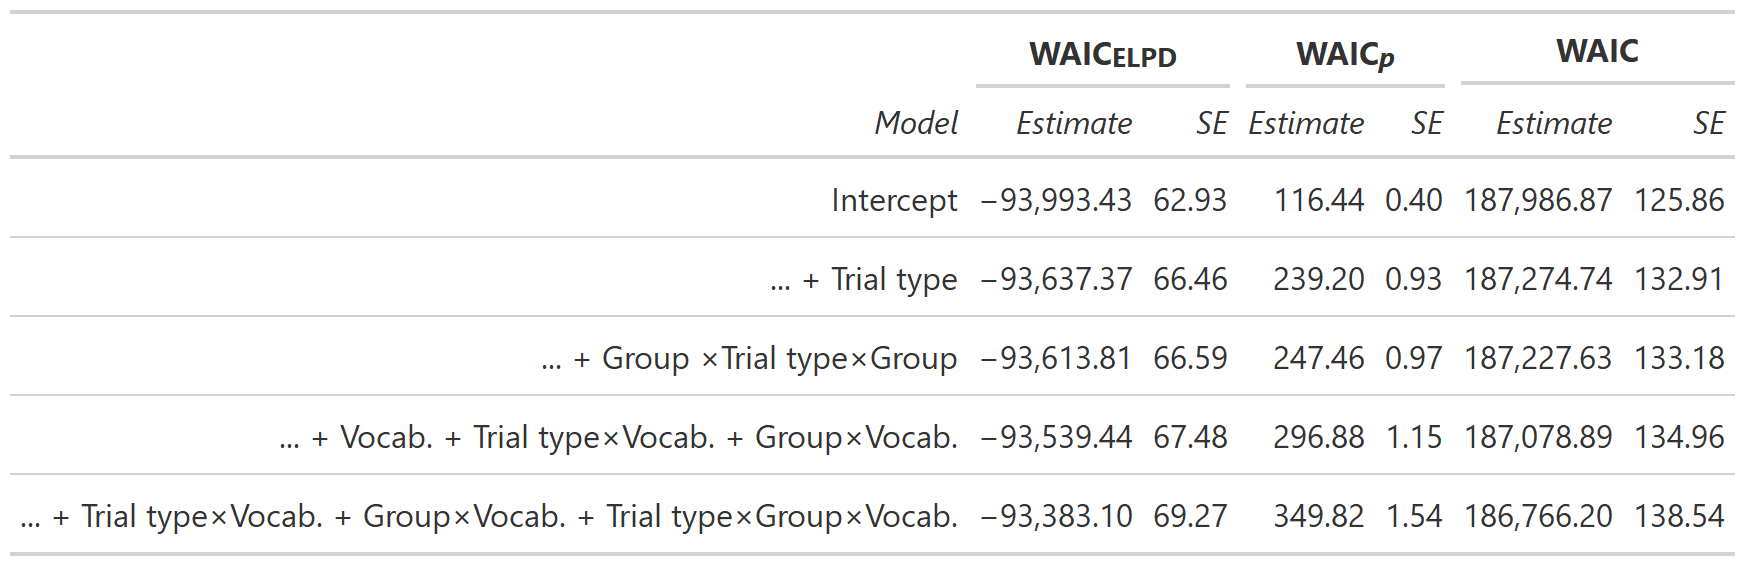 WAICELPD WAICp WAIC
Model Estimate SE Estimate SE Estimate SE
Intercept −93,993.43 62.93 116.44 0.40 187,986.87 125.86
... + Trial type −93,637.37 66.46 239.20 0.93 187,274.74 132.91
... + Group ×Trial type×Group −93,613.81 66.59 247.46 0.97 187,227.63 133.18
... + Vocab. + Trial type×Vocab. + Group×Vocab. −93,539.44 67.48 296.88 1.15 187,078.89 134.96
... + Trial type×Vocab. + Group×Vocab. + Trial type×Group×Vocab. −93,383.10 69.27 349.82 1.54 186,766.20 138.54